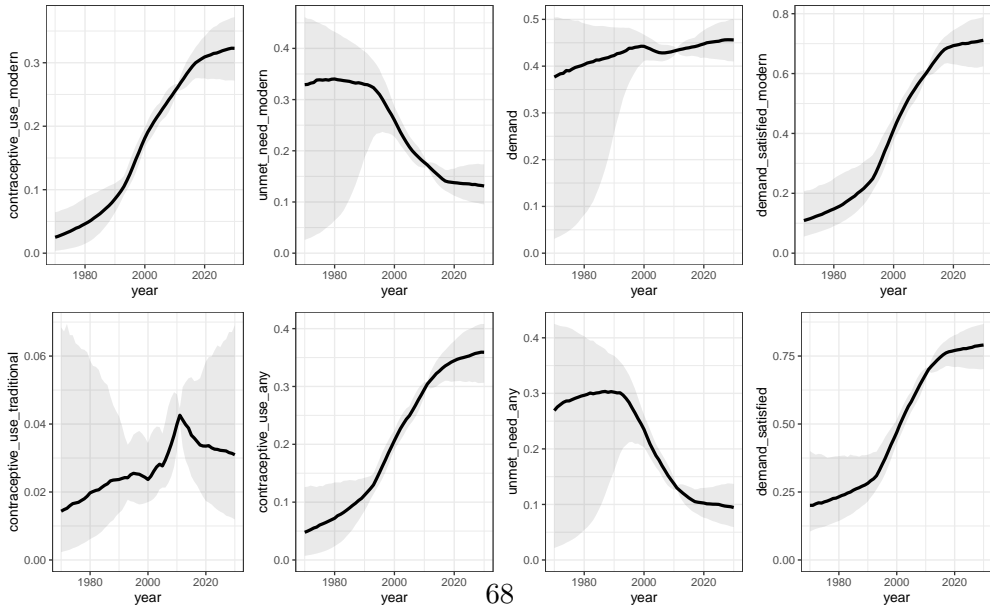 contraceptive_use_modern
0.3
0.2
0.1
0.0
1980 2000 2020
year
unmet_need_modern
0.4
0.3
0.2
0.1
0.0
1980 2000 2020
year
demand
0.5
0.4
0.3
0.2
0.1
0.0
1980 2000 2020
year
demand_satisfied_modern
0.8
0.6
0.4
0.2
0.0
1980 2000 2020
year
contraceptive_use_traditional
0.06
0.04
0.02
0.00
1980 2000 2020
year
contraceptive_use_any
0.4
0.3
0.2
0.1
0.0
1980 2000 2020
year
unmet_need_any
0.4
0.3
0.2
0.1
0.0
1980 2000 2020
year
demand_satisfied
0.75
0.50
0.25
0.00
1980 2000 2020
year
68